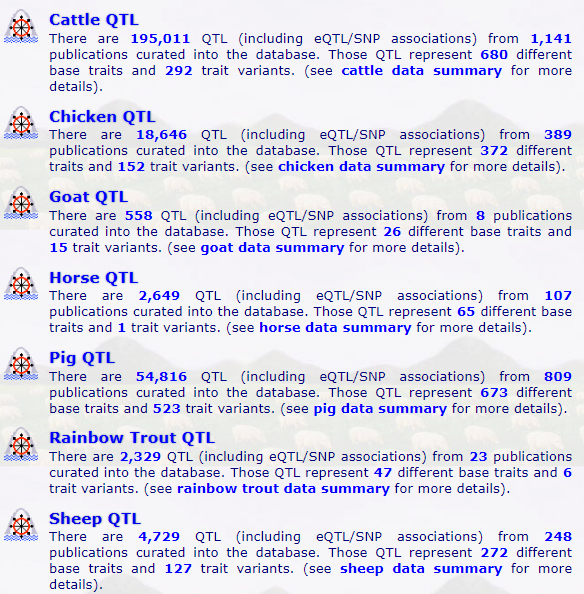 Cattle QTL
There are 195,011 QTL (including eQTL/SNP associations) from 1,141
publications curated into the database. Those QTL represent 680 different
base traits and 292 trait variants. (see cattle data summary for more
details).
Chicken QTL
There are 18,646 QTL (including eQTL/SNP associations) from 389
publications curated into the database. Those QTL represent 372 different
traits and 152 trait variants. (see chicken data summary for more details).
Goat QTL
There are 558 QTL (including eQTL/SNP associations) from 8 publications
curated into the database. Those QTL represent 26 different base traits and
15 trait variants. (see goat data summary for more details).
Horse QTL
There are 2,649 QTL (including eQTL/SNP associations) from 107
publications curated into the database. Those QTL represent 65 different base
traits and 1 trait variants. (see horse data summary for more details).
Pig QTL
There are 54,816 QTL (including eQTL/SNP associations) from 809
publications curated into the database. Those QTL represent 673 different
base traits and 523 trait variants. (see pig data summary for more details).
Rainbow Trout QTL
There are 2,329 QTL (including eQTL/SNP associations) from 23 publications
curated into the database. Those QTL represent 47 different base traits and 6
trait variants. (see rainbow trout data summary for more details).
Sheep QTL
There are 4,729 QTL (including eQTL/SNP associations) from 248
publications curated into the database. Those QTL represent 272 different
base traits and 127 trait variants. (see sheep data summary for more
details).